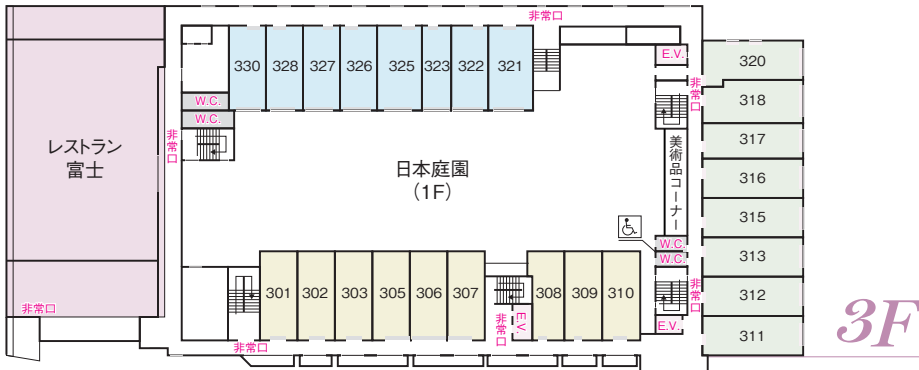 非常口
E.V.
330
328
327
326
325
323
322
321
320
318
317
316
315
313
312
311
非常口
W.C.
W.C.
非常口
レストラン
富士
日本庭園
(1F)
美術品コーナー
W.C.
W.C.
301
302
303
305
306
307
308
309
310
非常口
E.V.
非常口
E.V.
非常口
非常口
3F